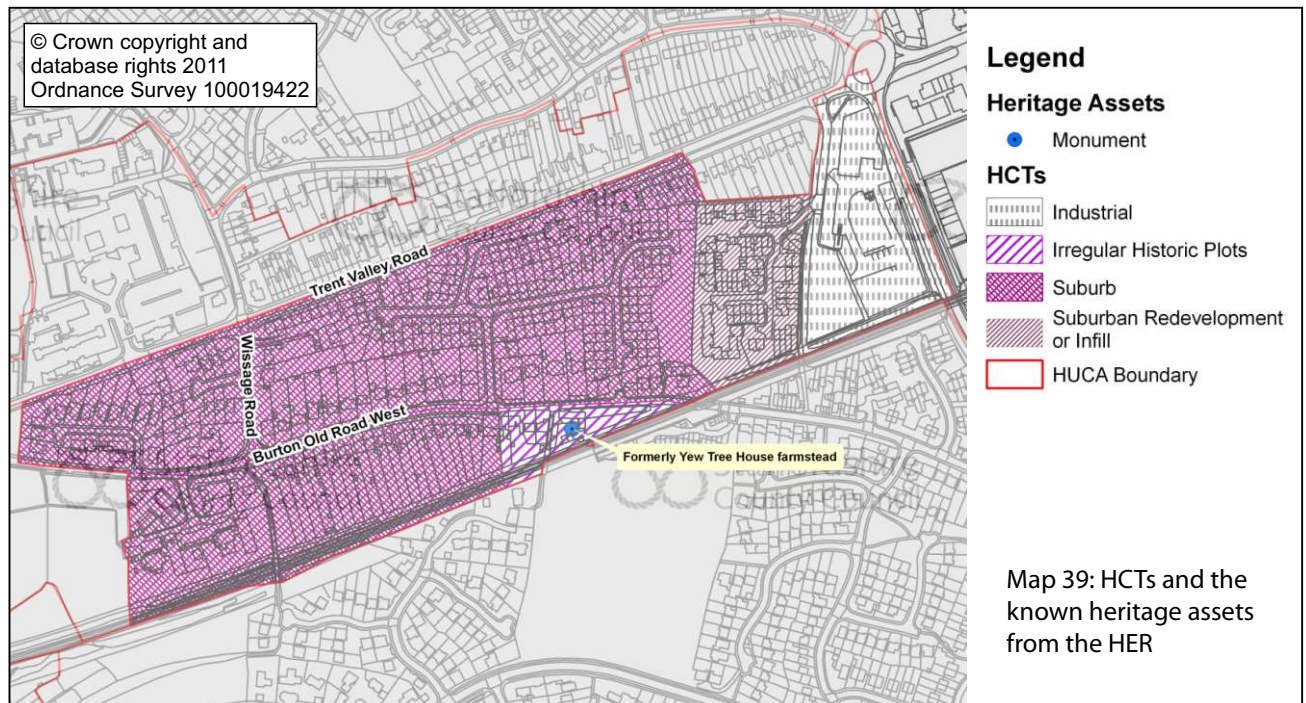 © Crown copyright and
database rights 2011
Ordnance Survey 100019422
Trent Valley Road
Wissage Road
Burton Old Road West
Formerly Yew Tree House farmstead
Legend
Heritage Assets
Monument
HCTs
Industrial
Irregular Historic Plots
Suburb
Suburban Redevelopment
or Infill
HUCA Boundary
Map 39: HCTs and the
known heritage assets
from the HER